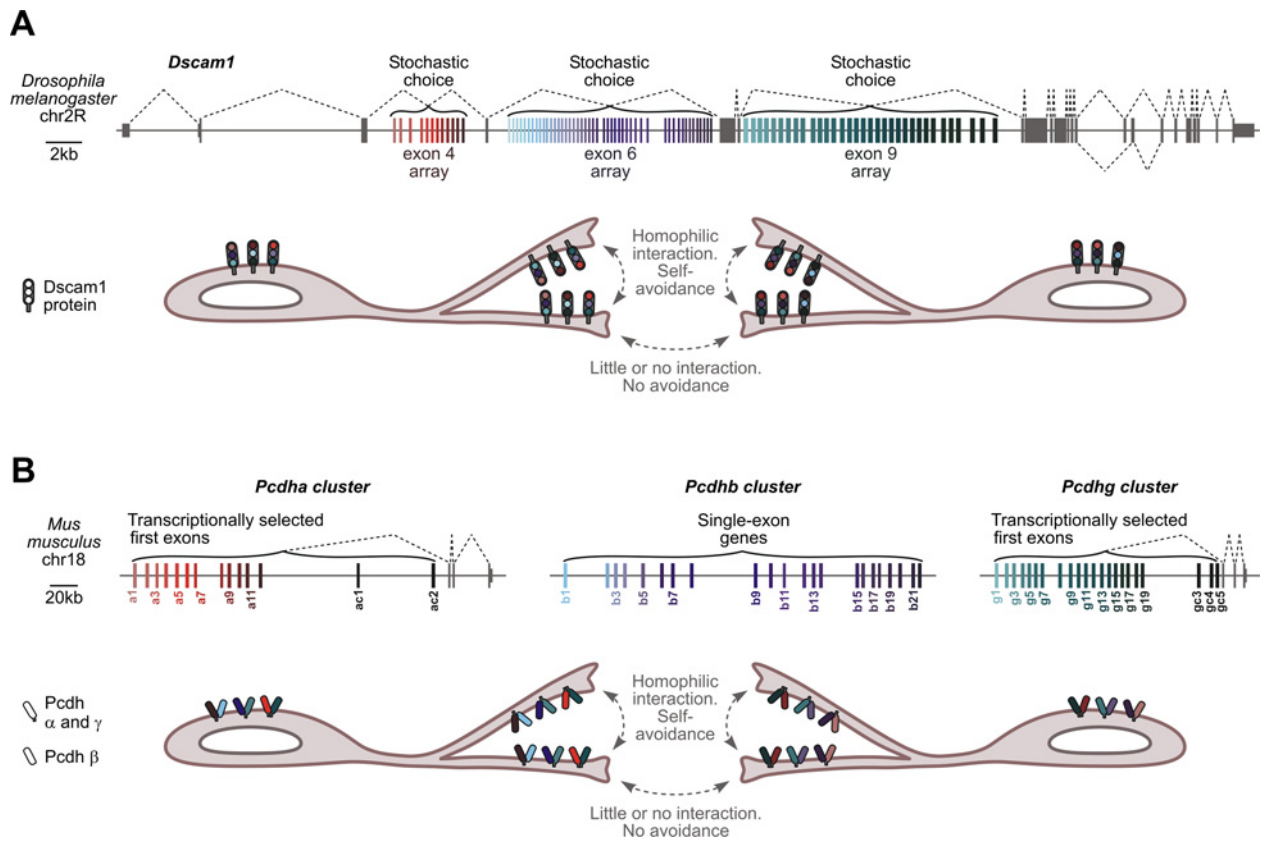 A
Dscam1
Drosophila
melanogaster
chr2R
2kb
Stochastic
choice
Stochastic
choice
Stochastic
choice
exon 4
array
exon 6
array
exon 9
array
Dscam1
protein
Homophilic
interaction.
Self-
avoidance
Little or no interaction.
No avoidance
B
Pcdha cluster
Pcdhb cluster
Pcdhg cluster
Mus
musculus
chr18
20kb
Transcriptionally selected
first exons
Single-exon
genes
Transcriptionally selected
first exons
a1 a3 a5 a7 a9 a11 ac1 ac2
b1 b3 b5 b7 b9 b11 b13 b15 b17 b19 b21
g1 g3 g5 g7 g9 g11 g13 g15 g17 g19 gc3 gc4 gc5
Pcdh
α and γ
Pcdh β
Homophilic
interaction.
Self-
avoidance
Little or no interaction.
No avoidance